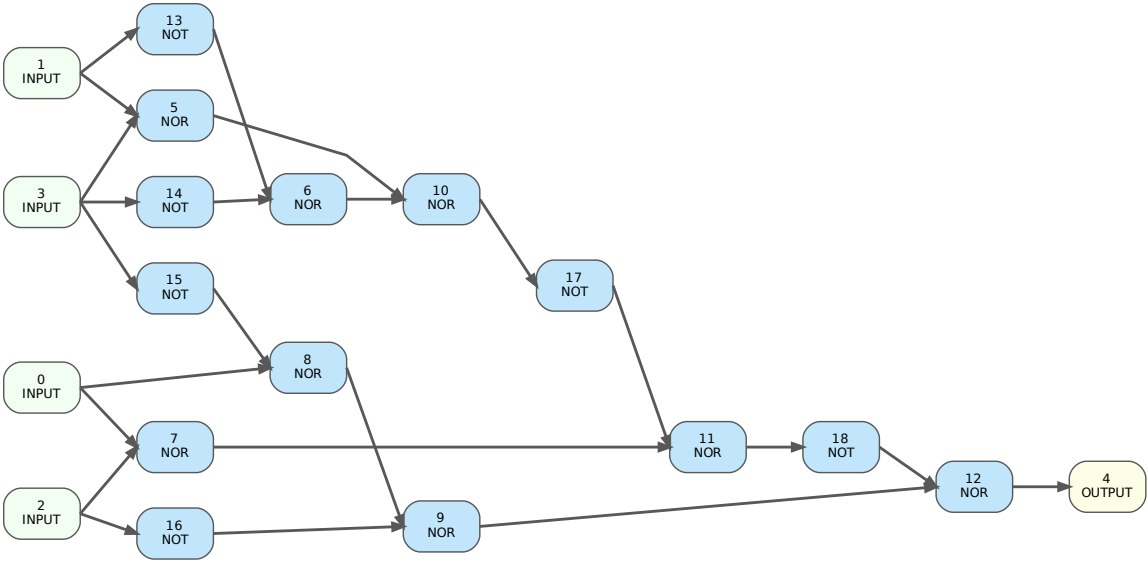 13
NOT
1
INPUT
5
NOR
3
INPUT
14
NOT
6
NOR
10
NOR
15
NOT
17
NOT
8
NOR
0
INPUT
7
NOR
11
NOR
18
NOT
12
NOR
4
OUTPUT
2
INPUT
16
NOT
9
NOR